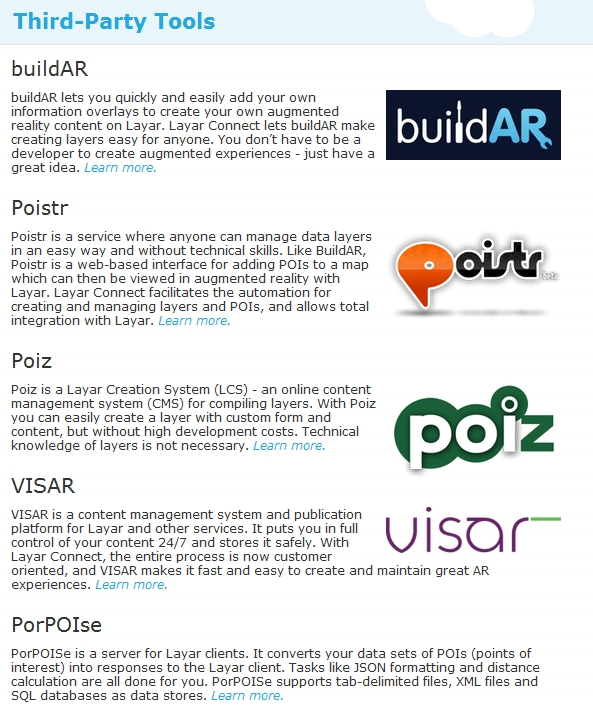 Third-Party Tools
buildAR
buildAR lets you quickly and easily add your own
information overlays to create your own augmented
reality content on Layar. Layar Connect lets buildAR make
creating layers easy for anyone. You don't have to be a
developer to create augmented experiences - just have a
great idea. Learn more.
buildAR
Poistr
Poistr is a service where anyone can manage data layers
in an easy way and without technical skills. Like BuildAR,
Poistr is a web-based interface for adding POIs to a map
which can then be viewed in augmented reality with
Layar. Layar Connect facilitates the automation for
creating and managing layers and POIs, and allows total
integration with Layar. Learn more.
Poistr
beta
Poiz
Poiz is a Layar Creation System (LCS) - an online content
management system (CMS) for compiling layers. With Poiz
you can easily create a layer with custom form and
content, but without high development costs. Technical
knowledge of layers is not necessary. Learn more.
poiz
VISAR
VISAR is a content management system and publication
platform for Layar and other services. It puts you in full
control of your content 24/7 and stores it safely. With
Layar Connect, the entire process is now customer
oriented, and VISAR makes it fast and easy to create and maintain great AR
experiences. Learn more.
visar
PorPOISe
PorPOISe is a server for Layar clients. It converts your data sets of POIs (points of
interest) into responses to the Layar client. Tasks like JSON formatting and distance
calculation are all done for you. PorPOISe supports tab-delimited files, XML files and
SQL databases as data stores. Learn more.